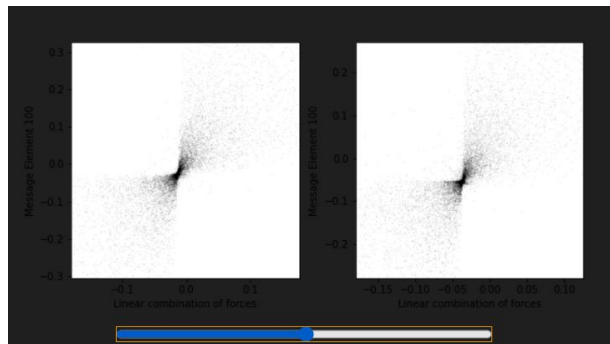 0.3
0.2
0.1
0.0
−0.1
−0.2
−0.3
Message Element 100
−0.1 0.0 0.1
Linear combination of forces
0.2
0.1
0.0
−0.1
−0.2
Message Element 100
−0.15 −0.10 −0.05 0.00 0.05 0.10
Linear combination of forces